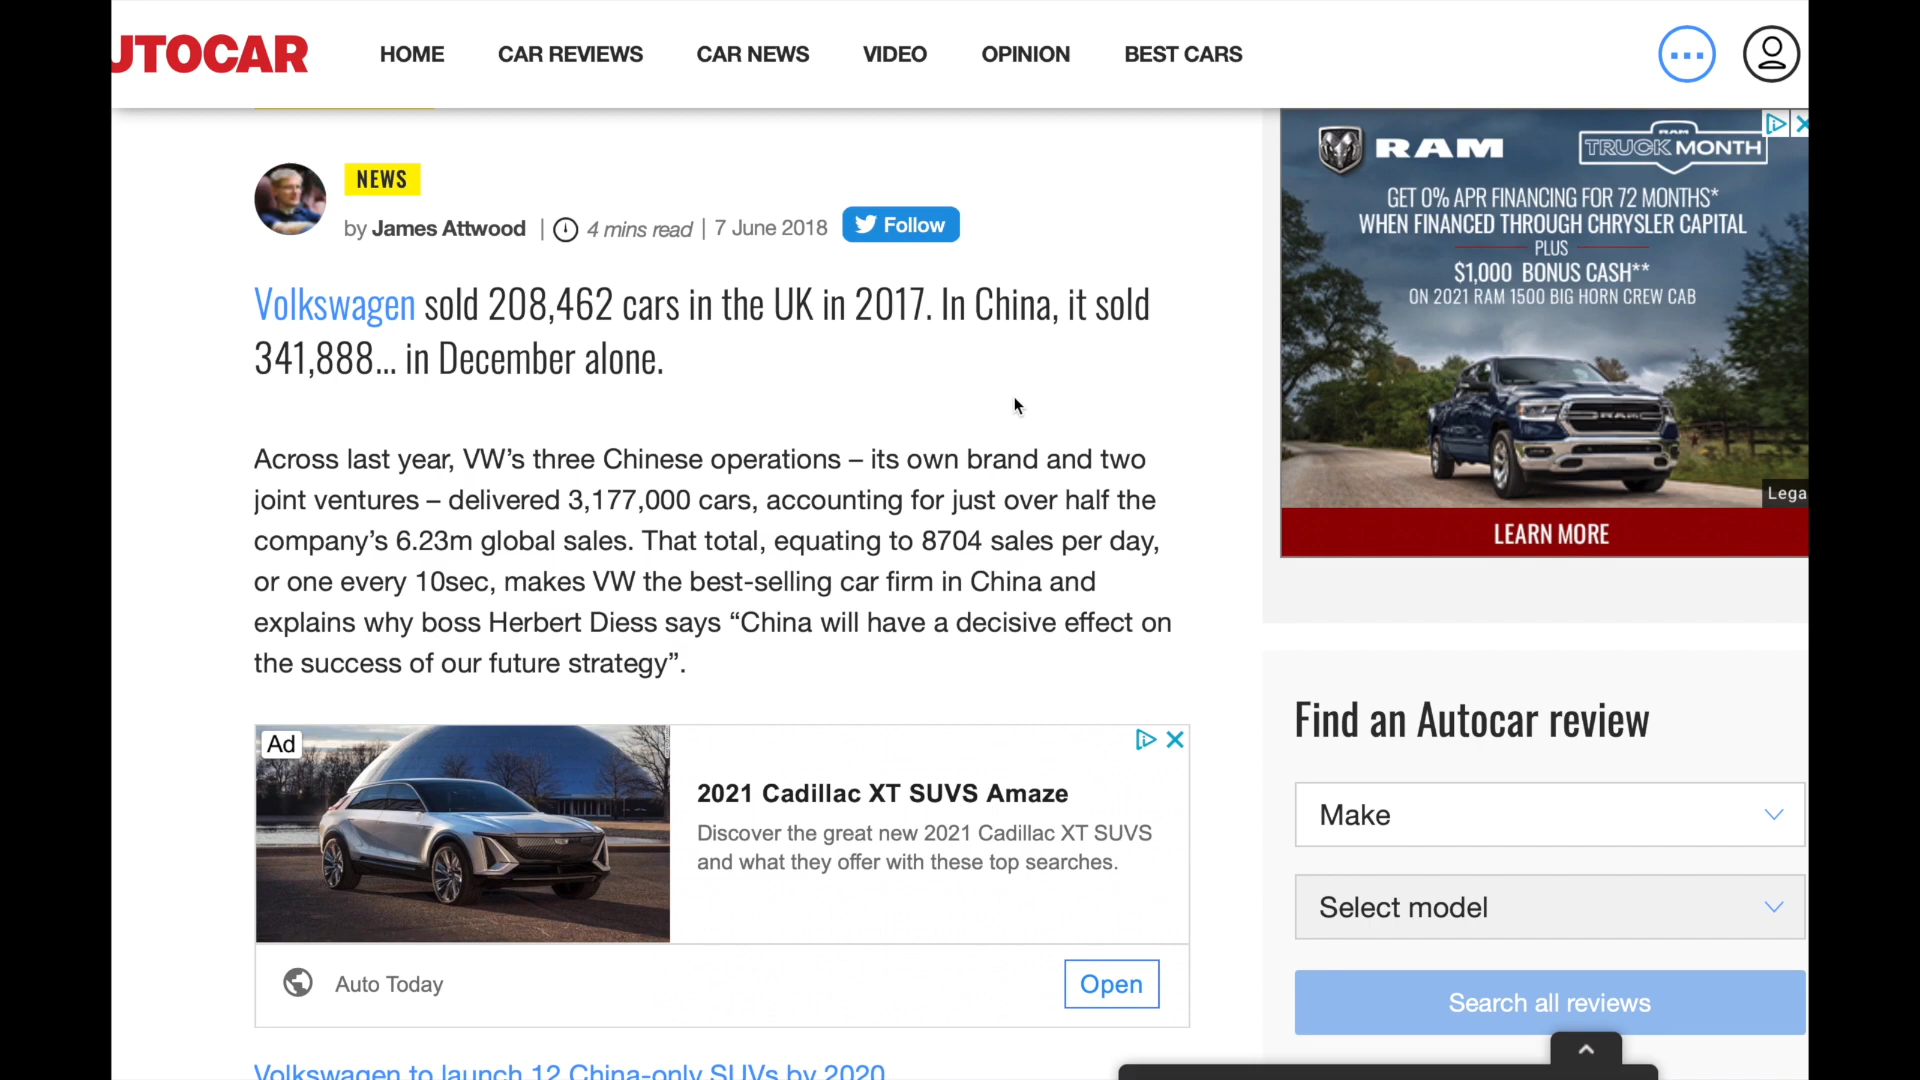 UTOCAR
HOME
CAR REVIEWS
CAR NEWS
VIDEO
OPINION
BEST CARS
NEWS
by James Attwood | 4 mins read | 7 June 2018
Follow
Volkswagen sold 208,462 cars in the UK in 2017. In China, it sold
341,888... in December alone.
Across last year, VW’s three Chinese operations – its own brand and two
joint ventures – delivered 3,177,000 cars, accounting for just over half the
company’s 6.23m global sales. That total, equating to 8704 sales per day,
or one every 10sec, makes VW the best-selling car firm in China and
explains why boss Herbert Diess says “China will have a decisive effect on
the success of our future strategy”.
Ad
2021 Cadillac XT SUVS Amaze
Discover the great new 2021 Cadillac XT SUVS
and what they offer with these top searches.
Auto Today
Open
Volkswagen to launch 12 China-only SUVs by 2020
RAM
RAM
TRUCK MONTH
GET 0% APR FINANCING FOR 72 MONTHS*
WHEN FINANCED THROUGH CHRYSLER CAPITAL
PLUS
$1,000 BONUS CASH**
ON 2021 RAM 1500 BIG HORN CREW CAB
RAM
Lega
LEARN MORE
Find an Autocar review
Make
Select model
Search all reviews